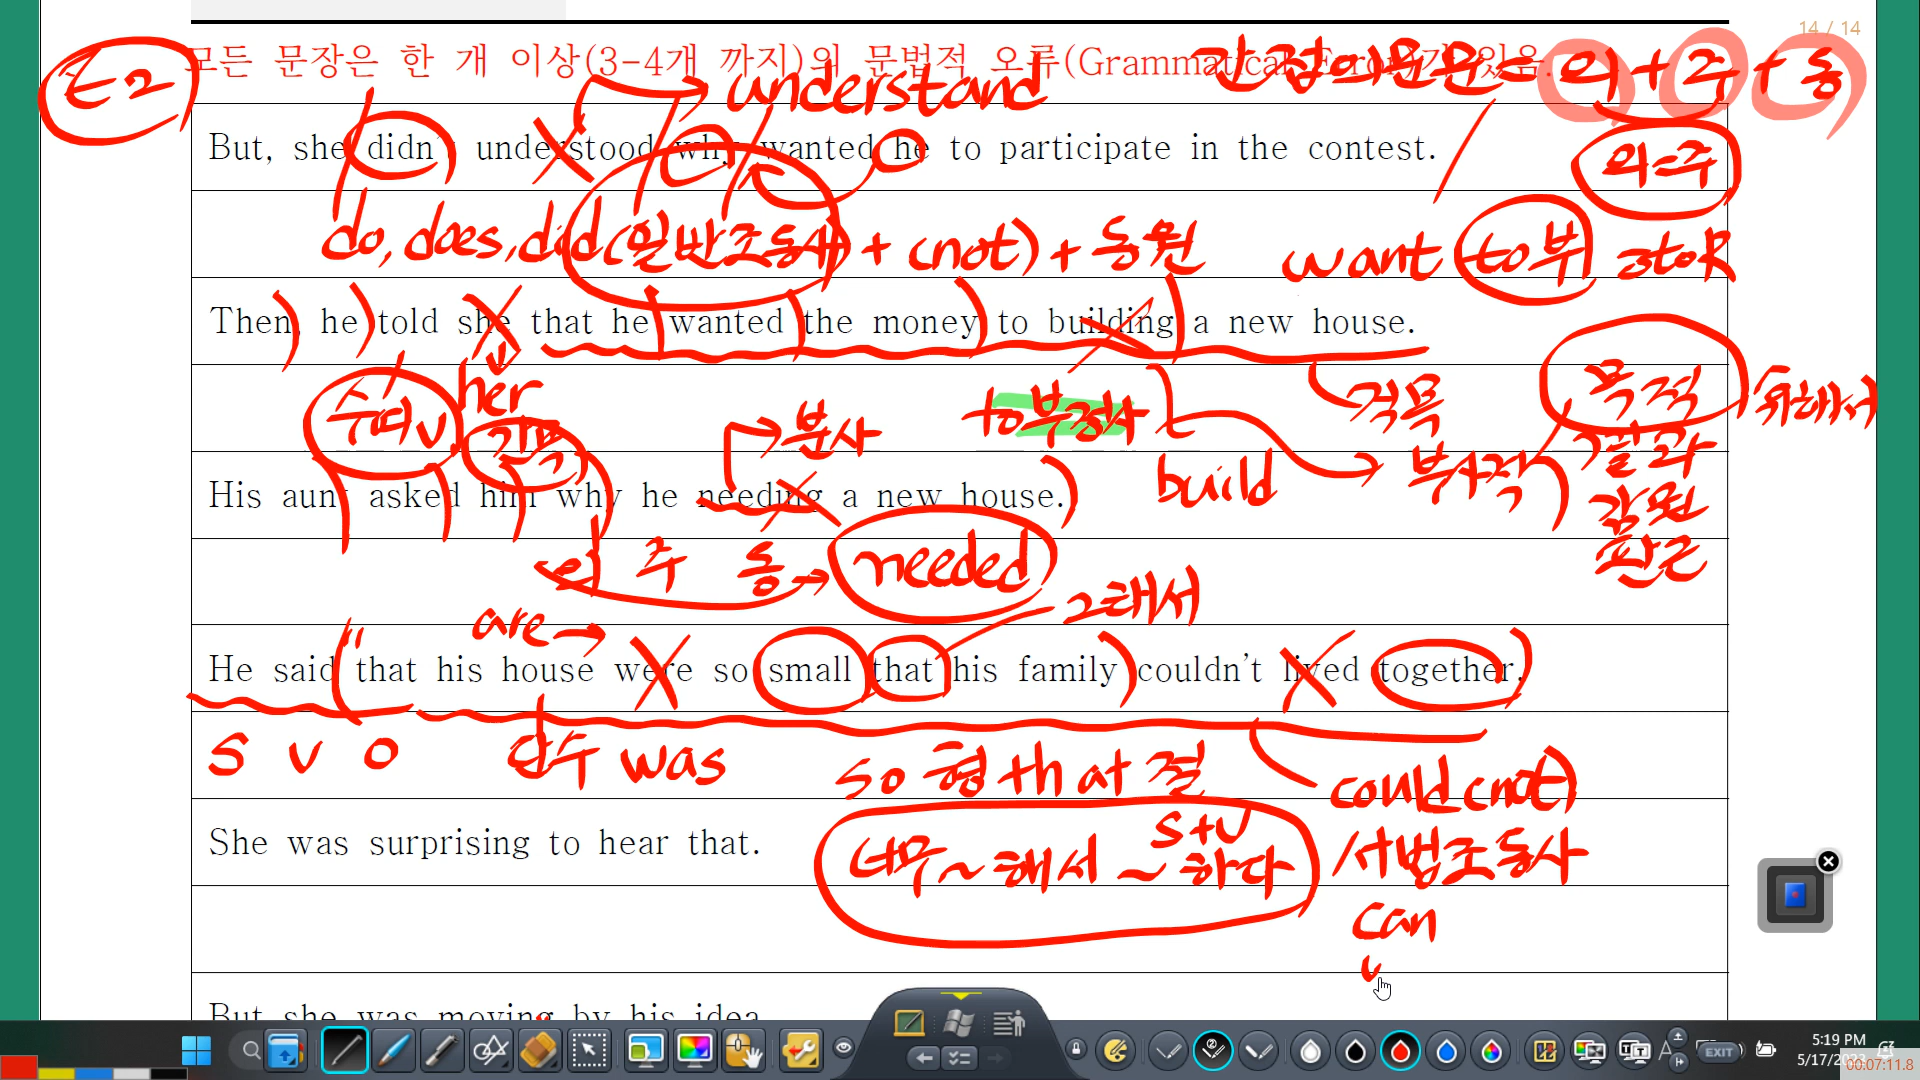 14 / 14
모든 문장은 한 개 이상(3-4개 까지)의 문법적 오류(Grammatical Error)가 있음.
간접의문문 = 의 + 주 + 동
understand
But, she didn't understood why wanted he to participate in the contest.
의=주
do, does, did(일반조동사) + (not) + 동원
want to부 3toR
Then, he told she that he wanted the money to building a new house.
her
수여V
간목
분사
to부정사
직목
목적
위해서
build
부사적
결과
감원
판근
His aunt asked him why he needing a new house.
의 주 동 → needed
are →
그래서
He said that his house were so small that his family couldn't lived together.
S V O
단수 was
so 형 that 절
could(not)
She was surprising to hear that.
너무~해서 ~하다
S+V
서법조동사
can
But she was moving by his idea.
EXIT
5:19 PM
5/17/202
00:07:11.8